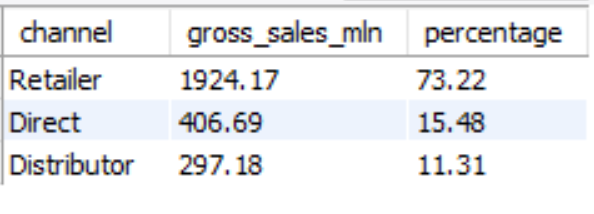 channel gross_sales_mln percentage
Retailer 1924.17 73.22
Direct 406.69 15.48
Distributor 297.18 11.31